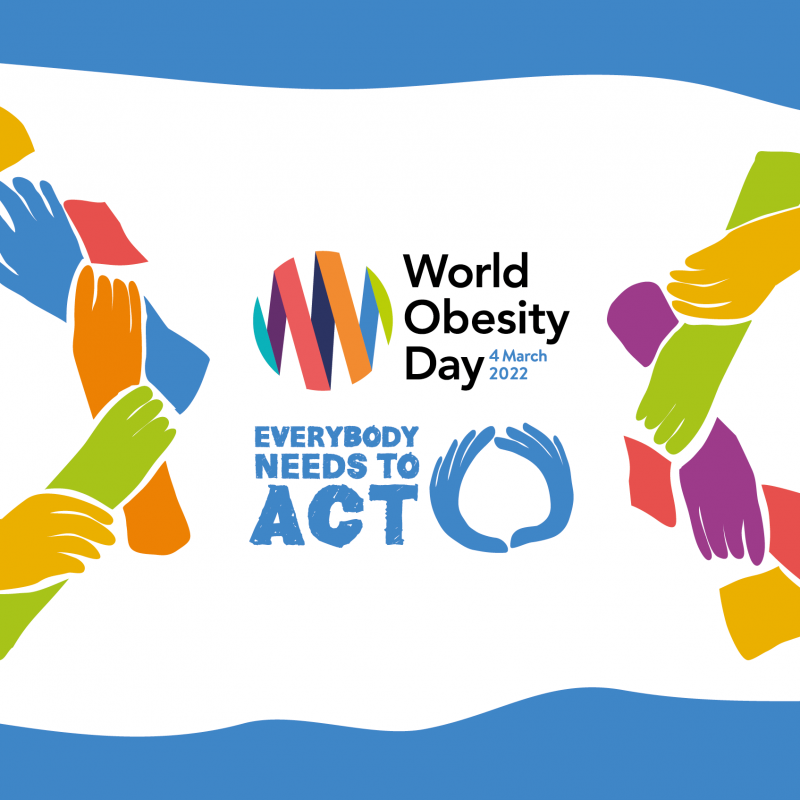 World
Obesity
Day 4 March
2022
EVERYBODY
NEEDS TO
ACT